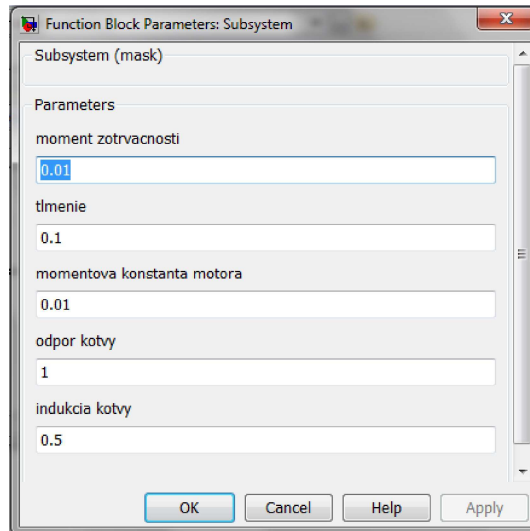 Function Block Parameters: Subsystem
Subsystem (mask)
Parameters
moment zotrvacnosti
0.01
tlmenie
0.1
momentova konstanta motora
0.01
odpor kotvy
1
indukcia kotvy
0.5
OK Cancel Help Apply